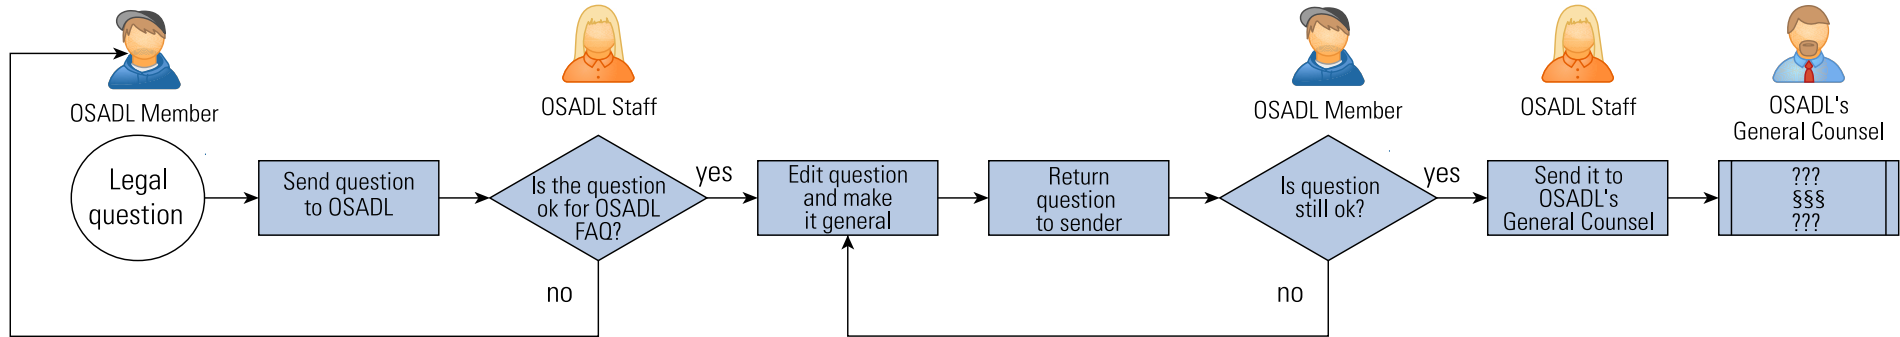 OSADL Member
Legal
question
Send question
to OSADL
OSADL Staff
Is the question
ok for OSADL
FAQ?
yes
no
Edit question
and make
it general
Return
question
to sender
OSADL Member
Is question
still ok?
yes
no
OSADL Staff
Send it to
OSADL's
General Counsel
OSADL's
General Counsel
???
§§§
???